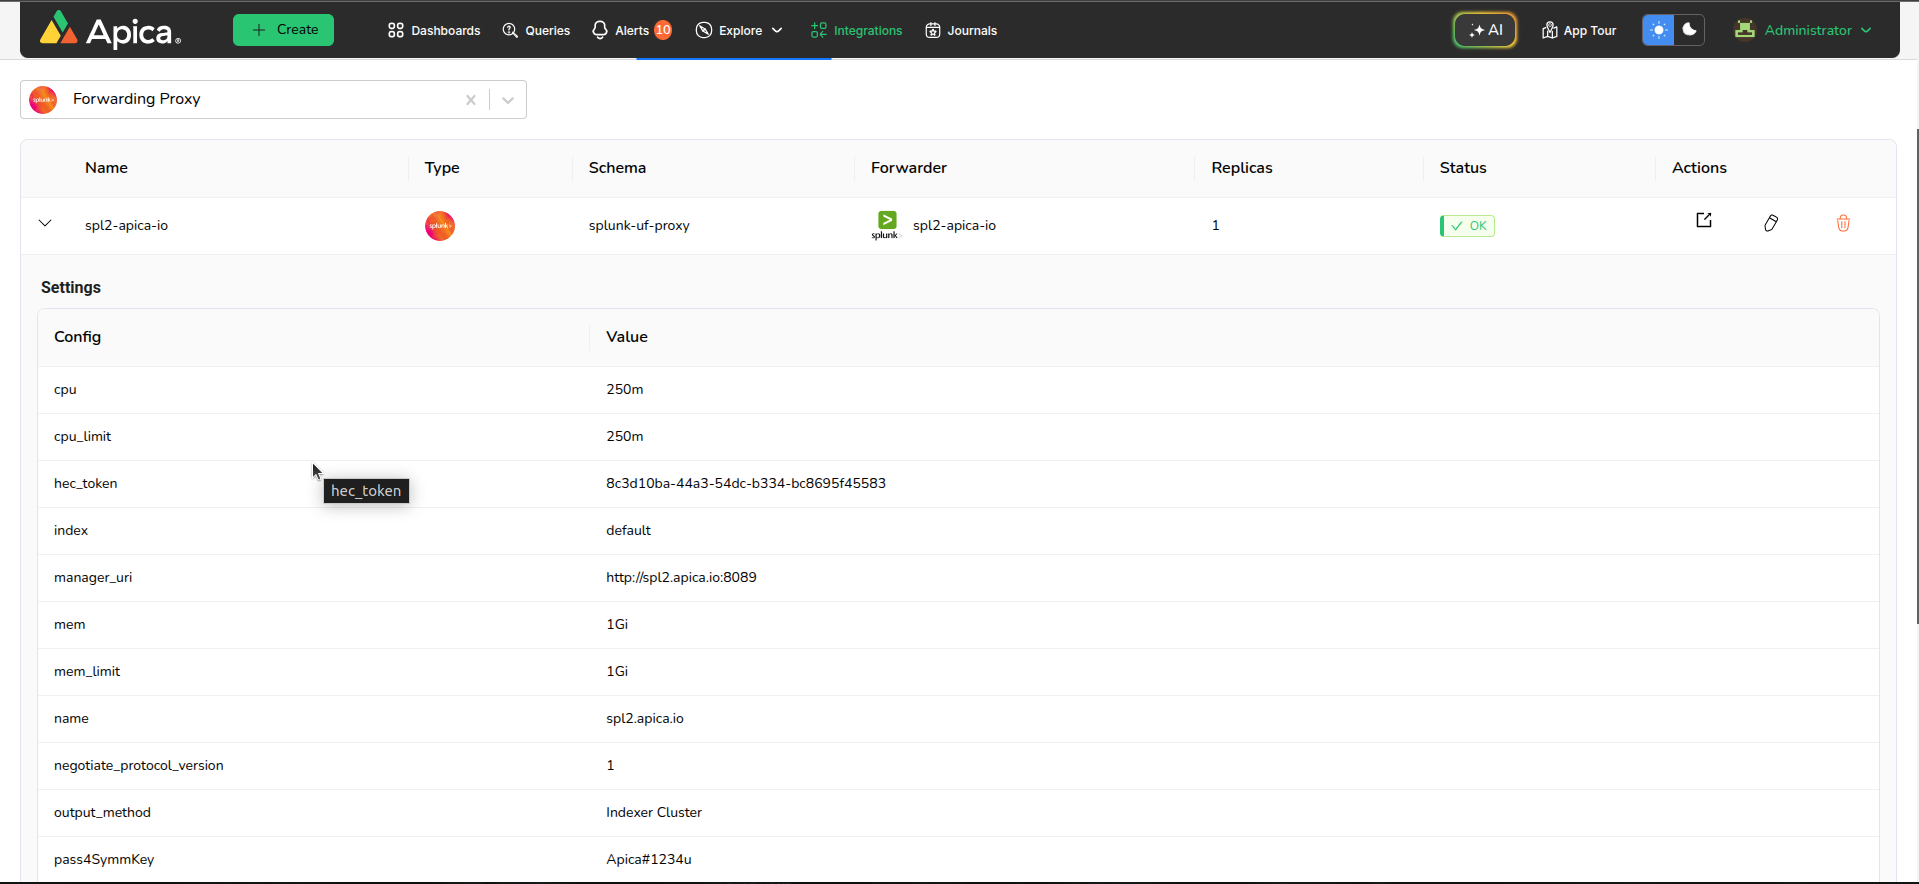 Apica. + Create Dashboards Queries Alerts 10 Explore Integrations Journals AI App Tour Administrator
splunk> Forwarding Proxy
Name Type Schema Forwarder Replicas Status Actions
spl2-apica-io splunk> splunk-uf-proxy splunk> spl2-apica-io 1 OK
Settings
Config Value
cpu 250m
cpu_limit 250m
hec_token 8c3d10ba-44a3-54dc-b334-bc8695f45583
hec_token
index default
manager_uri http://spl2.apica.io:8089
mem 1Gi
mem_limit 1Gi
name spl2.apica.io
negotiate_protocol_version 1
output_method Indexer Cluster
pass4SymmKey Apica#1234u